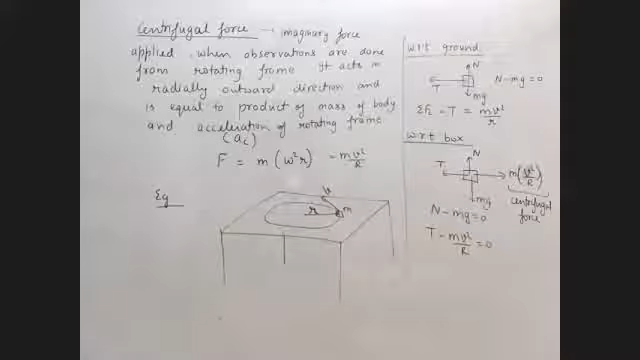 Centrifugal force - imaginary force
applied when observations are done
from rotating frame It acts in
radially outward direction and
is equal to product of mass of body
and acceleration of rotating frame
(ac)
F = m (ω²r) = mv²/R
Eg
v
r
m
wrt ground
N
T
mg
N-mg=0
ΣFc = T = mv²/r
wrt box
N
T
m(v²/R)
mg
centrifugal
force
N-mg=0
T-mv²/R=0